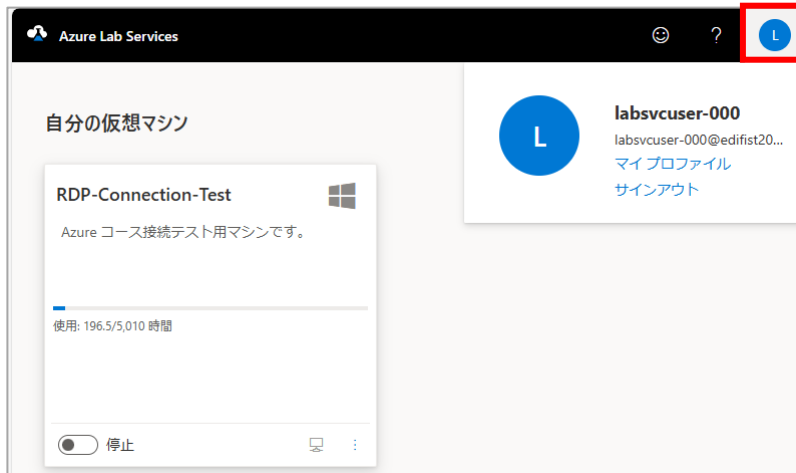 Azure Lab Services
?
L
自分の仮想マシン
L
labsvcuser-000
labsvcuser-000@edifist20...
マイ プロファイル
サインアウト
RDP-Connection-Test
Azure コース接続テスト用マシンです。
使用: 196.5/5,010 時間
停止